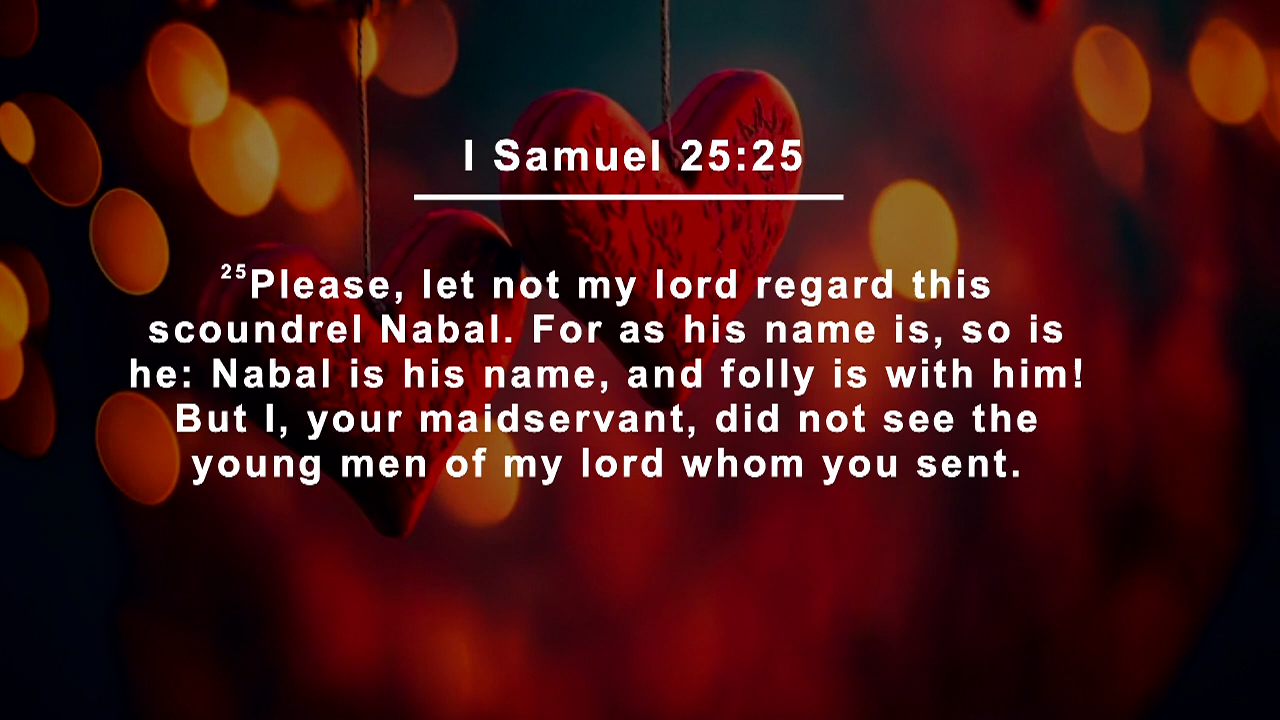 I Samuel 25:25
25Please, let not my lord regard this
scoundrel Nabal. For as his name is, so is
he: Nabal is his name, and folly is with him!
But I, your maidservant, did not see the
young men of my lord whom you sent.